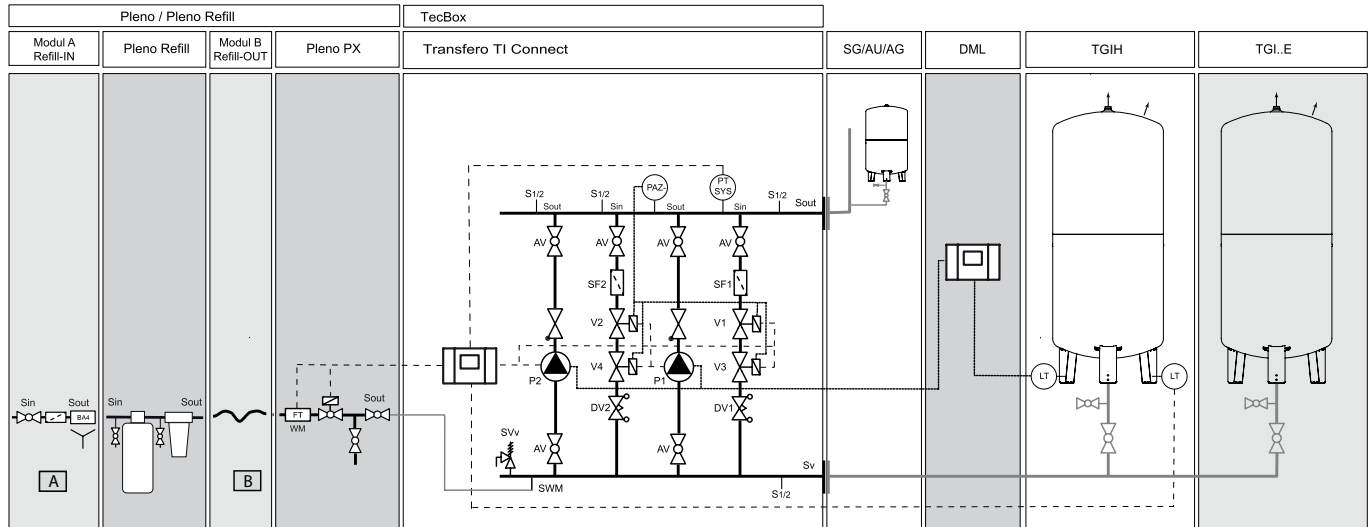 Pleno / Pleno Refill
TecBox
Modul A
Refill-IN
Pleno Refill
Modul B
Refill-OUT
Pleno PX
Transfero TI Connect
SG/AU/AG
DML
TGIH
TGI..E
S1/2
Sout
S1/2
Sin
PAZ-
Sout
PT
SYS
Sin
S1/2
Sout
AV
AV
AV
AV
SF2
SF1
V2
V1
V4
V3
P2
P1
LT
LT
DV2
DV1
Sin
Sout
BA4
Sin
Sout
FT
WM
Sout
SVv
AV
AV
Sv
A
B
SWM
S1/2